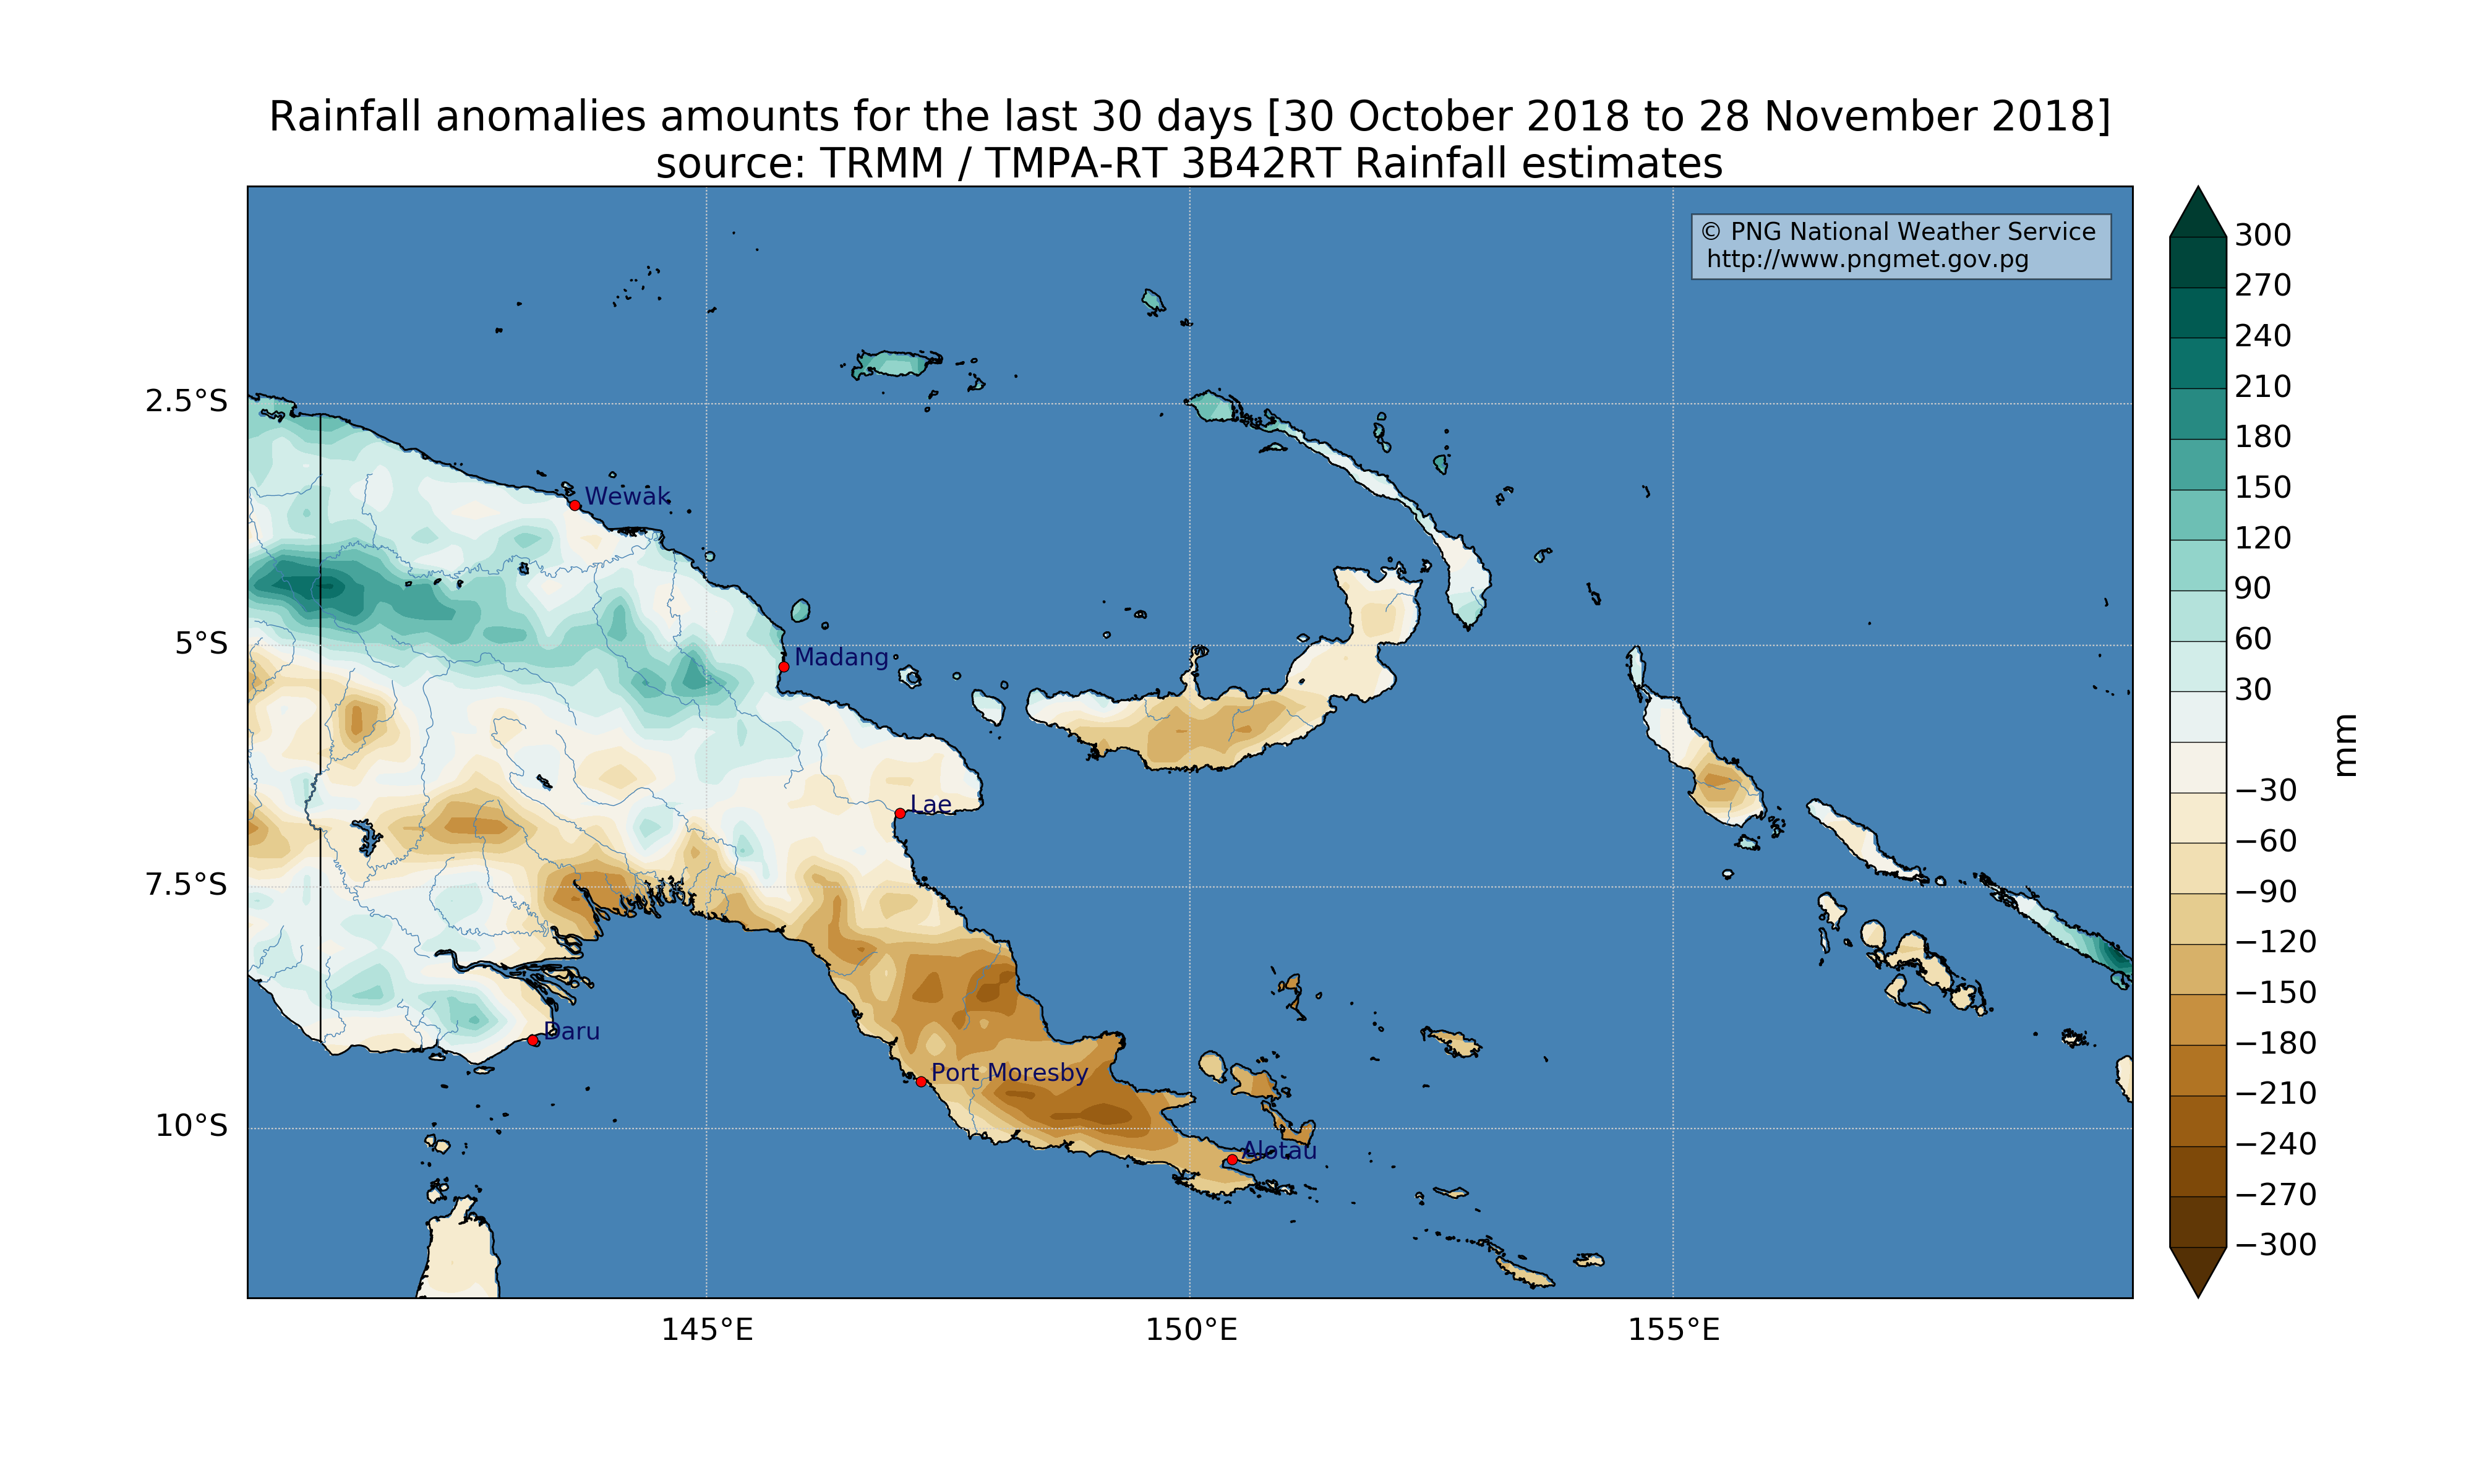 Rainfall anomalies amounts for the last 30 days [30 October 2018 to 28 November 2018]
source: TRMM / TMPA-RT 3B42RT Rainfall estimates
© PNG National Weather Service
http://www.pngmet.gov.pg
2.5°S
5°S
7.5°S
10°S
Wewak
Madang
Lae
Daru
Port Moresby
Alotau
145°E
150°E
155°E
300
270
240
210
180
150
120
90
60
30
−30
−60
−90
−120
−150
−180
−210
−240
−270
−300
mm